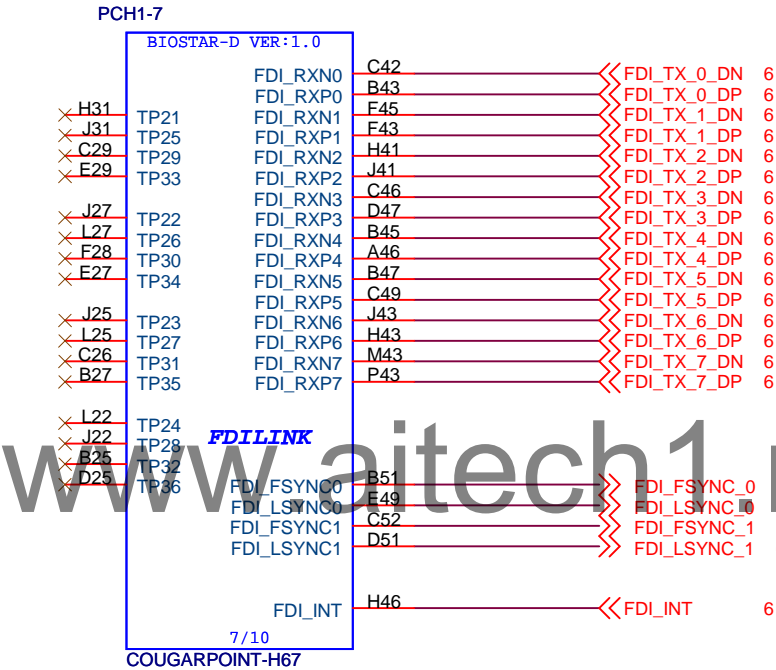 PCH1-7
BIOSTAR-D VER:1.0
FDI_RXN0 C42 FDI_TX_0_DN 6
FDI_RXP0 B43 FDI_TX_0_DP 6
H31 TP21 FDI_RXN1 F45 FDI_TX_1_DN 6
J31 TP25 FDI_RXP1 F43 FDI_TX_1_DP 6
C29 TP29 FDI_RXN2 H41 FDI_TX_2_DN 6
E29 TP33 FDI_RXP2 J41 FDI_TX_2_DP 6
FDI_RXN3 C46 FDI_TX_3_DN 6
J27 TP22 FDI_RXP3 D47 FDI_TX_3_DP 6
L27 TP26 FDI_RXN4 B45 FDI_TX_4_DN 6
F28 TP30 FDI_RXP4 A46 FDI_TX_4_DP 6
E27 TP34 FDI_RXN5 B47 FDI_TX_5_DN 6
FDI_RXP5 C49 FDI_TX_5_DP 6
J25 TP23 FDI_RXN6 J43 FDI_TX_6_DN 6
L25 TP27 FDI_RXP6 H43 FDI_TX_6_DP 6
C26 TP31 FDI_RXN7 M43 FDI_TX_7_DN 6
B27 TP35 FDI_RXP7 P43 FDI_TX_7_DP 6
L22 TP24
J22 TP28 FDILINK
B25 TP32
www.aitech1.
D25 TP36 FDI_FSYNC0 B51 FDI_FSYNC_0
FDI_LSYNC0 E49 FDI_LSYNC_0
FDI_FSYNC1 C52 FDI_FSYNC_1
FDI_LSYNC1 D51 FDI_LSYNC_1
FDI_INT H46 FDI_INT 6
7/10
COUGARPOINT-H67